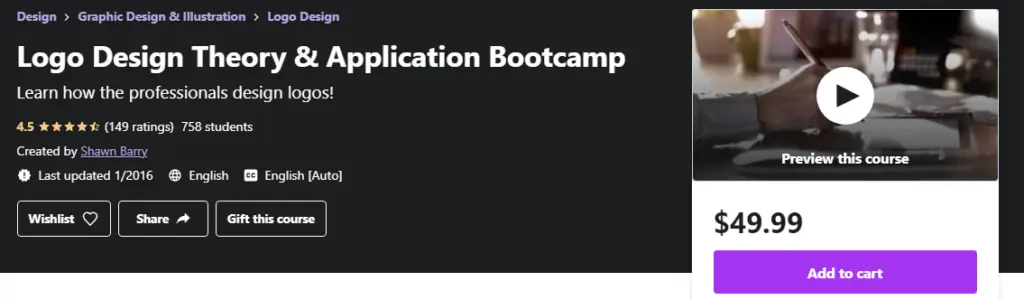 Design > Graphic Design & Illustration > Logo Design
Logo Design Theory & Application Bootcamp
Learn how the professionals design logos!
4.5 (149 ratings) 758 students
Created by Shawn Barry
Last updated 1/2016 English CC English [Auto]
Wishlist Share Gift this course
Preview this course
$49.99
Add to cart